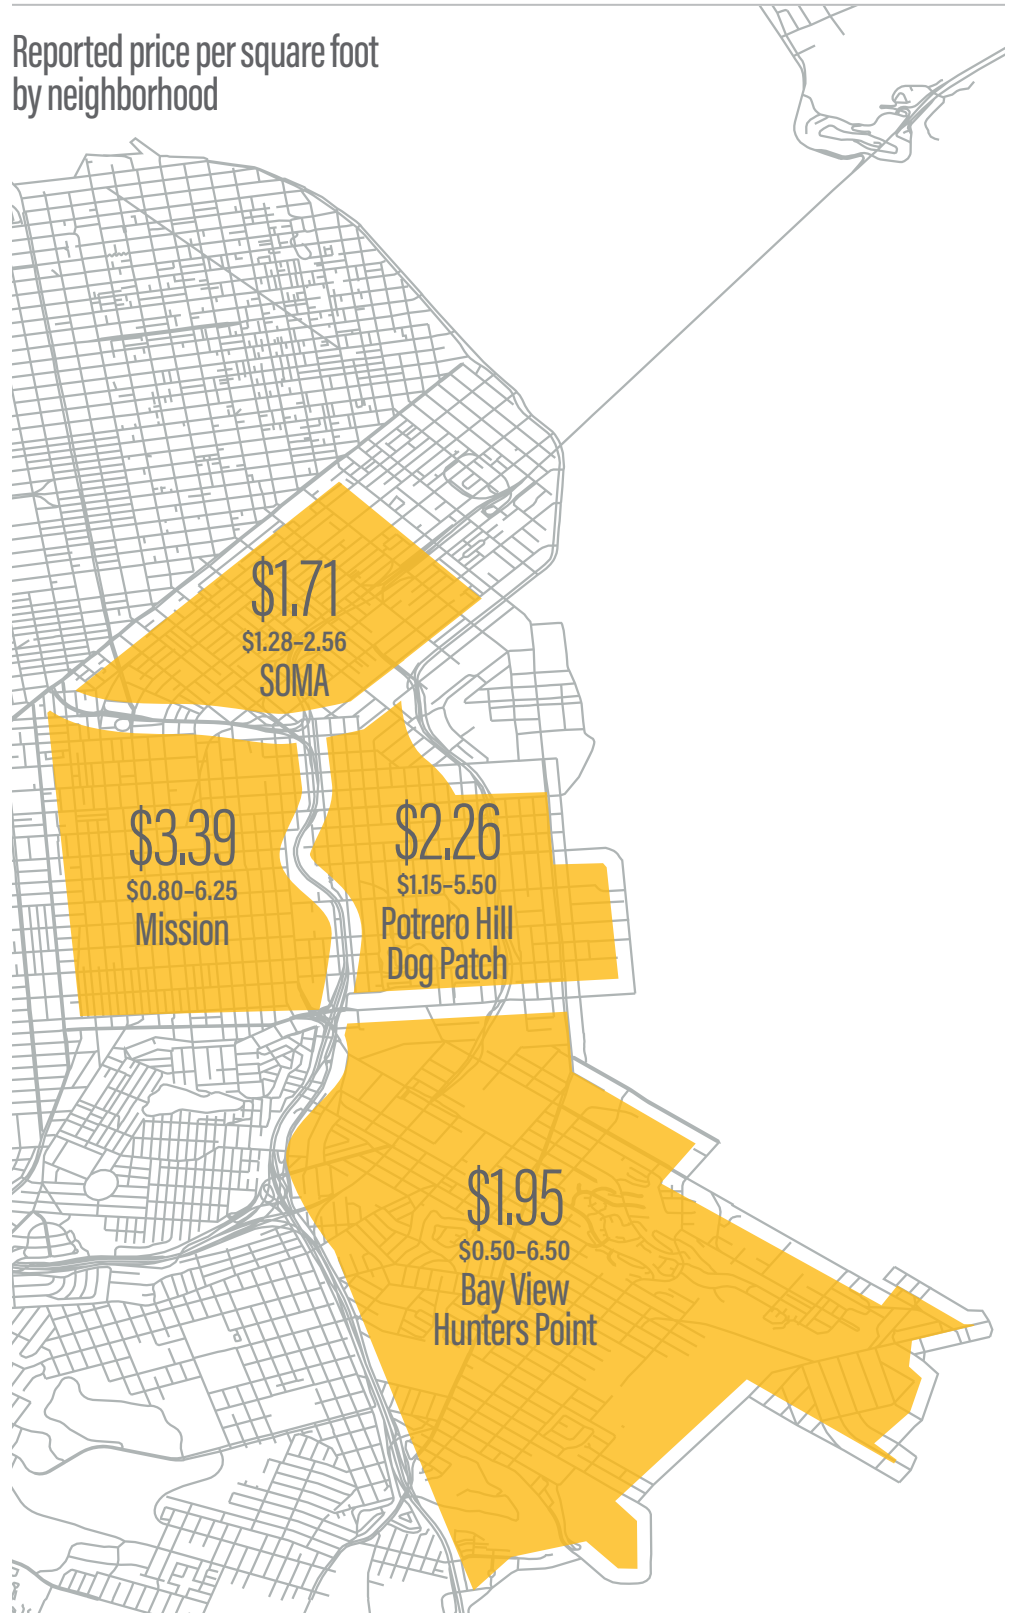 Reported price per square foot
by neighborhood
$1.71
$1.28–2.56
SOMA
$3.39
$0.80–6.25
Mission
$2.26
$1.15–5.50
Potrero Hill
Dog Patch
$1.95
$0.50–6.50
Bay View
Hunters Point